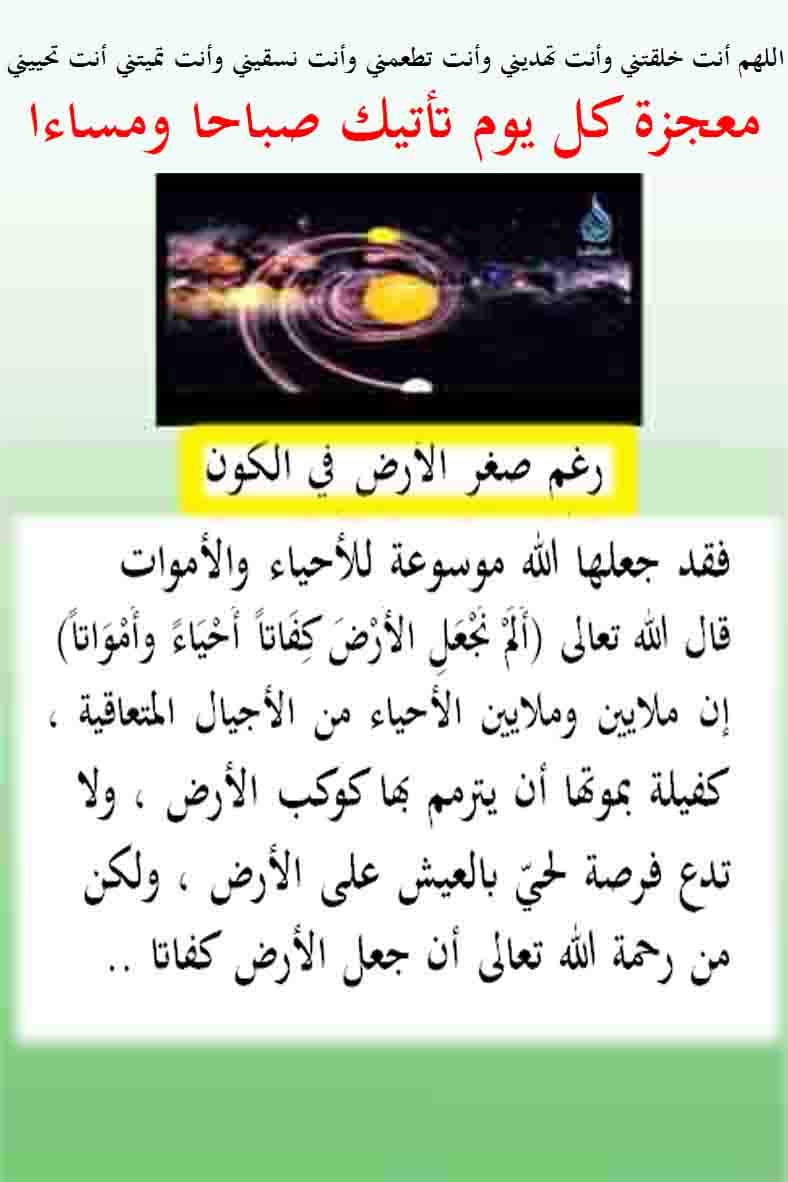 اللهم أنت خلقتني وأنت تهديني وأنت تطعمني وأنت نسقيني وأنت تميتني أنت تحييني
معجزة كل يوم تأتيك صباحا ومساءا
رغم صغر الأرض في الكون
فقد جعلها الله موسوعة للأحياء والأموات
قال الله تعالى (أَلَمْ نَجْعَلِ الأرْضَ كِفَاتاً أَحْيَاءً وأَمْوَاتاً)
إن ملايين وملايين الأحياء من الأجيال المتعاقبة ،
كفيلة بموتها أن يترمم بها كوكب الأرض ، ولا
تدع فرصة لحيّ بالعيش على الأرض ، ولكن
من رحمة الله تعالى أن جعل الأرض كفاتا ..